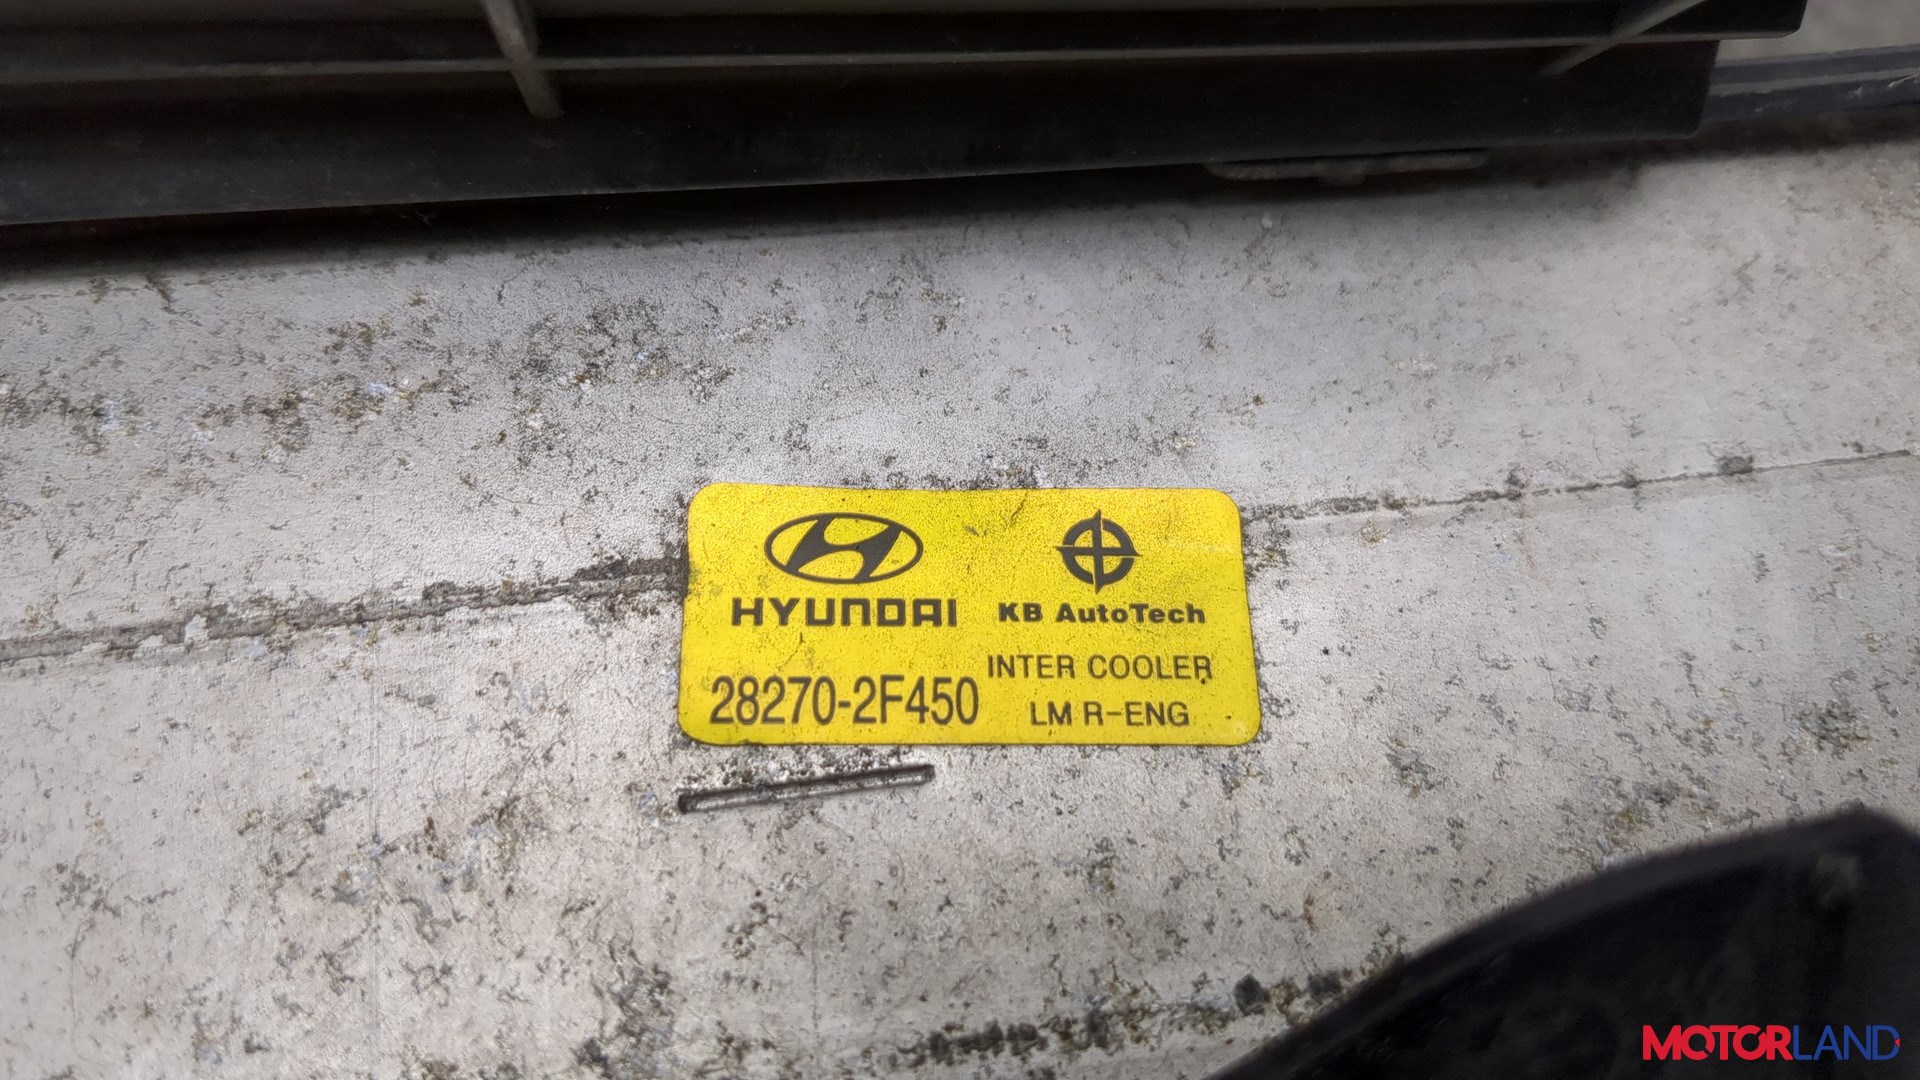 HYUNDAI
KB AutoTech
28270-2F450
INTER COOLER
LM R-ENG
MOTORLAND